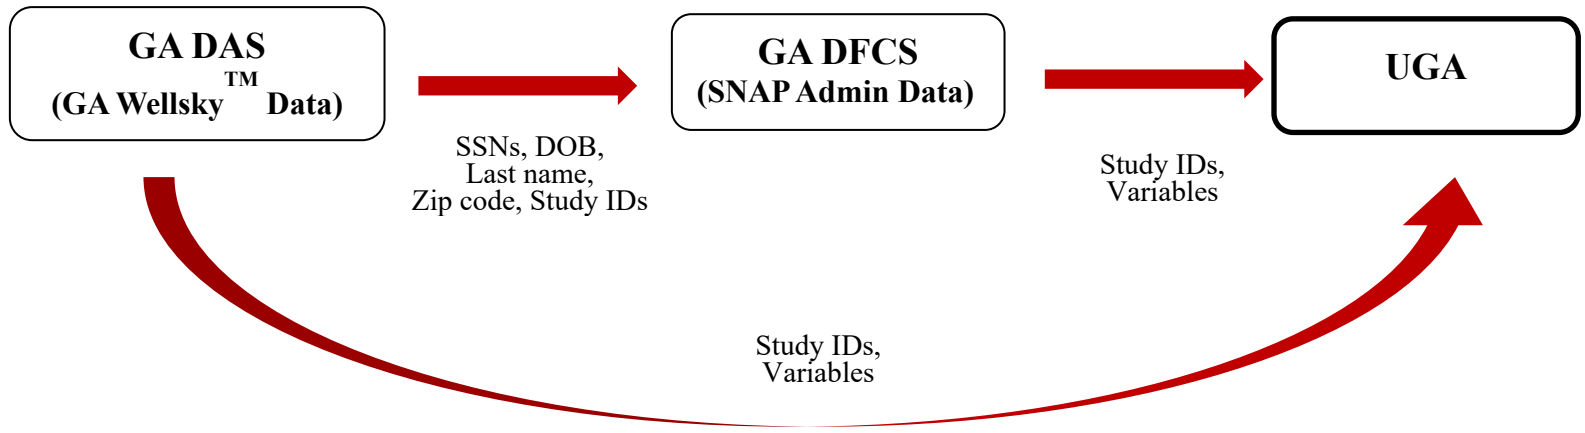 GA DAS
(GA Wellsky™ Data)
SSNs, DOB,
Last name,
Zip code, Study IDs
GA DFCS
(SNAP Admin Data)
Study IDs,
Variables
UGA
Study IDs,
Variables